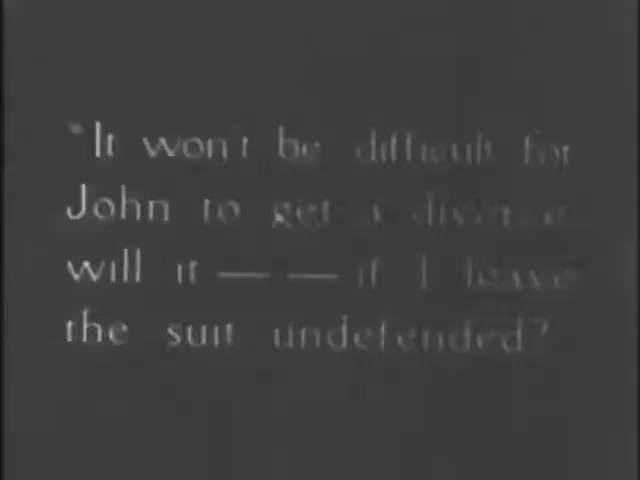 "It won't be difficult for
John to get a divorce
will it — — if I leave
the suit undefended?